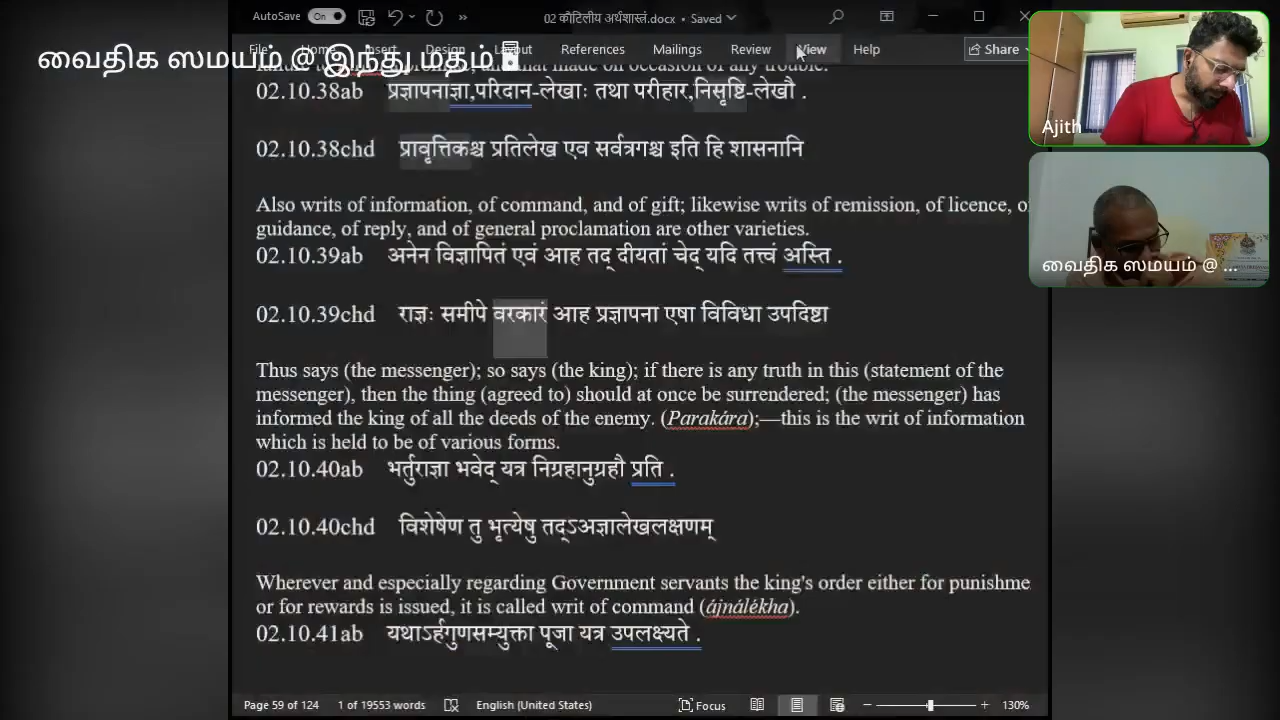 AutoSave On 02 कौटिलीय अर्थशास्त्रं.docx • Saved
வைதிக ஸமயம் @ இந்து மதம்
File Home Insert Design Layout References Mailings Review View Help Share
02.10.38ab प्रज्ञापनाज्ञा,परिदान-लेखाः तथा परीहार,निसृष्टि-लेखौ .
02.10.38chd प्रावृत्तिकश्च प्रतिलेख एव सर्वत्रगश्च इति हि शासनानि
Also writs of information, of command, and of gift; likewise writs of remission, of licence, o
guidance, of reply, and of general proclamation are other varieties.
02.10.39ab अनेन विज्ञापितं एवं आह तद् दीयतां चेद् यदि तत्त्वं अस्ति .
02.10.39chd राज्ञः समीपे वरकारं आह प्रज्ञापना एषा विविधा उपदिष्टा
Thus says (the messenger); so says (the king); if there is any truth in this (statement of the
messenger), then the thing (agreed to) should at once be surrendered; (the messenger) has
informed the king of all the deeds of the enemy. (Parakára);—this is the writ of information
which is held to be of various forms.
02.10.40ab भर्तुराज्ञा भवेद् यत्र निग्रहानुग्रहौ प्रति .
02.10.40chd विशेषेण तु भृत्येषु तद्ऽअज्ञालेखलक्षणम्
Wherever and especially regarding Government servants the king's order either for punishme
or for rewards is issued, it is called writ of command (ájnálékha).
02.10.41ab यथाऽर्हगुणसम्युक्ता पूजा यत्र उपलक्ष्यते .
Page 59 of 124 1 of 19553 words English (United States) Focus 130%
Ajith
வைதிக ஸமயம் @ ...